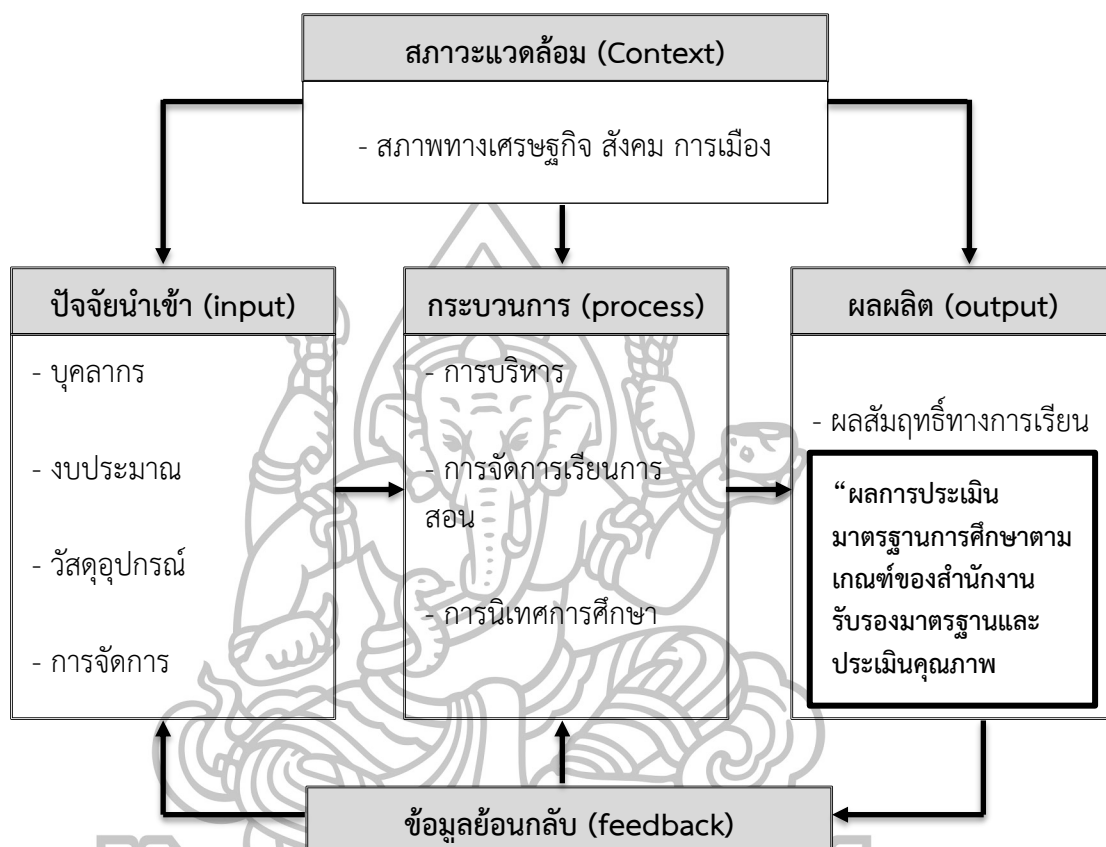 สภาวะแวดล้อม (Context)
- สภาพทางเศรษฐกิจ สังคม การเมือง
ปัจจัยนำเข้า (input)
- บุคลากร
- งบประมาณ
- วัสดุอุปกรณ์
- การจัดการ
กระบวนการ (process)
- การบริหาร
- การจัดการเรียนการ
สอน
- การนิเทศการศึกษา
ผลผลิต (output)
- ผลสัมฤทธิ์ทางการเรียน
“ผลการประเมิน
มาตรฐานการศึกษาตาม
เกณฑ์ของสำนักงาน
รับรองมาตรฐานและ
ประเมินคุณภาพ
ข้อมูลย้อนกลับ (feedback)